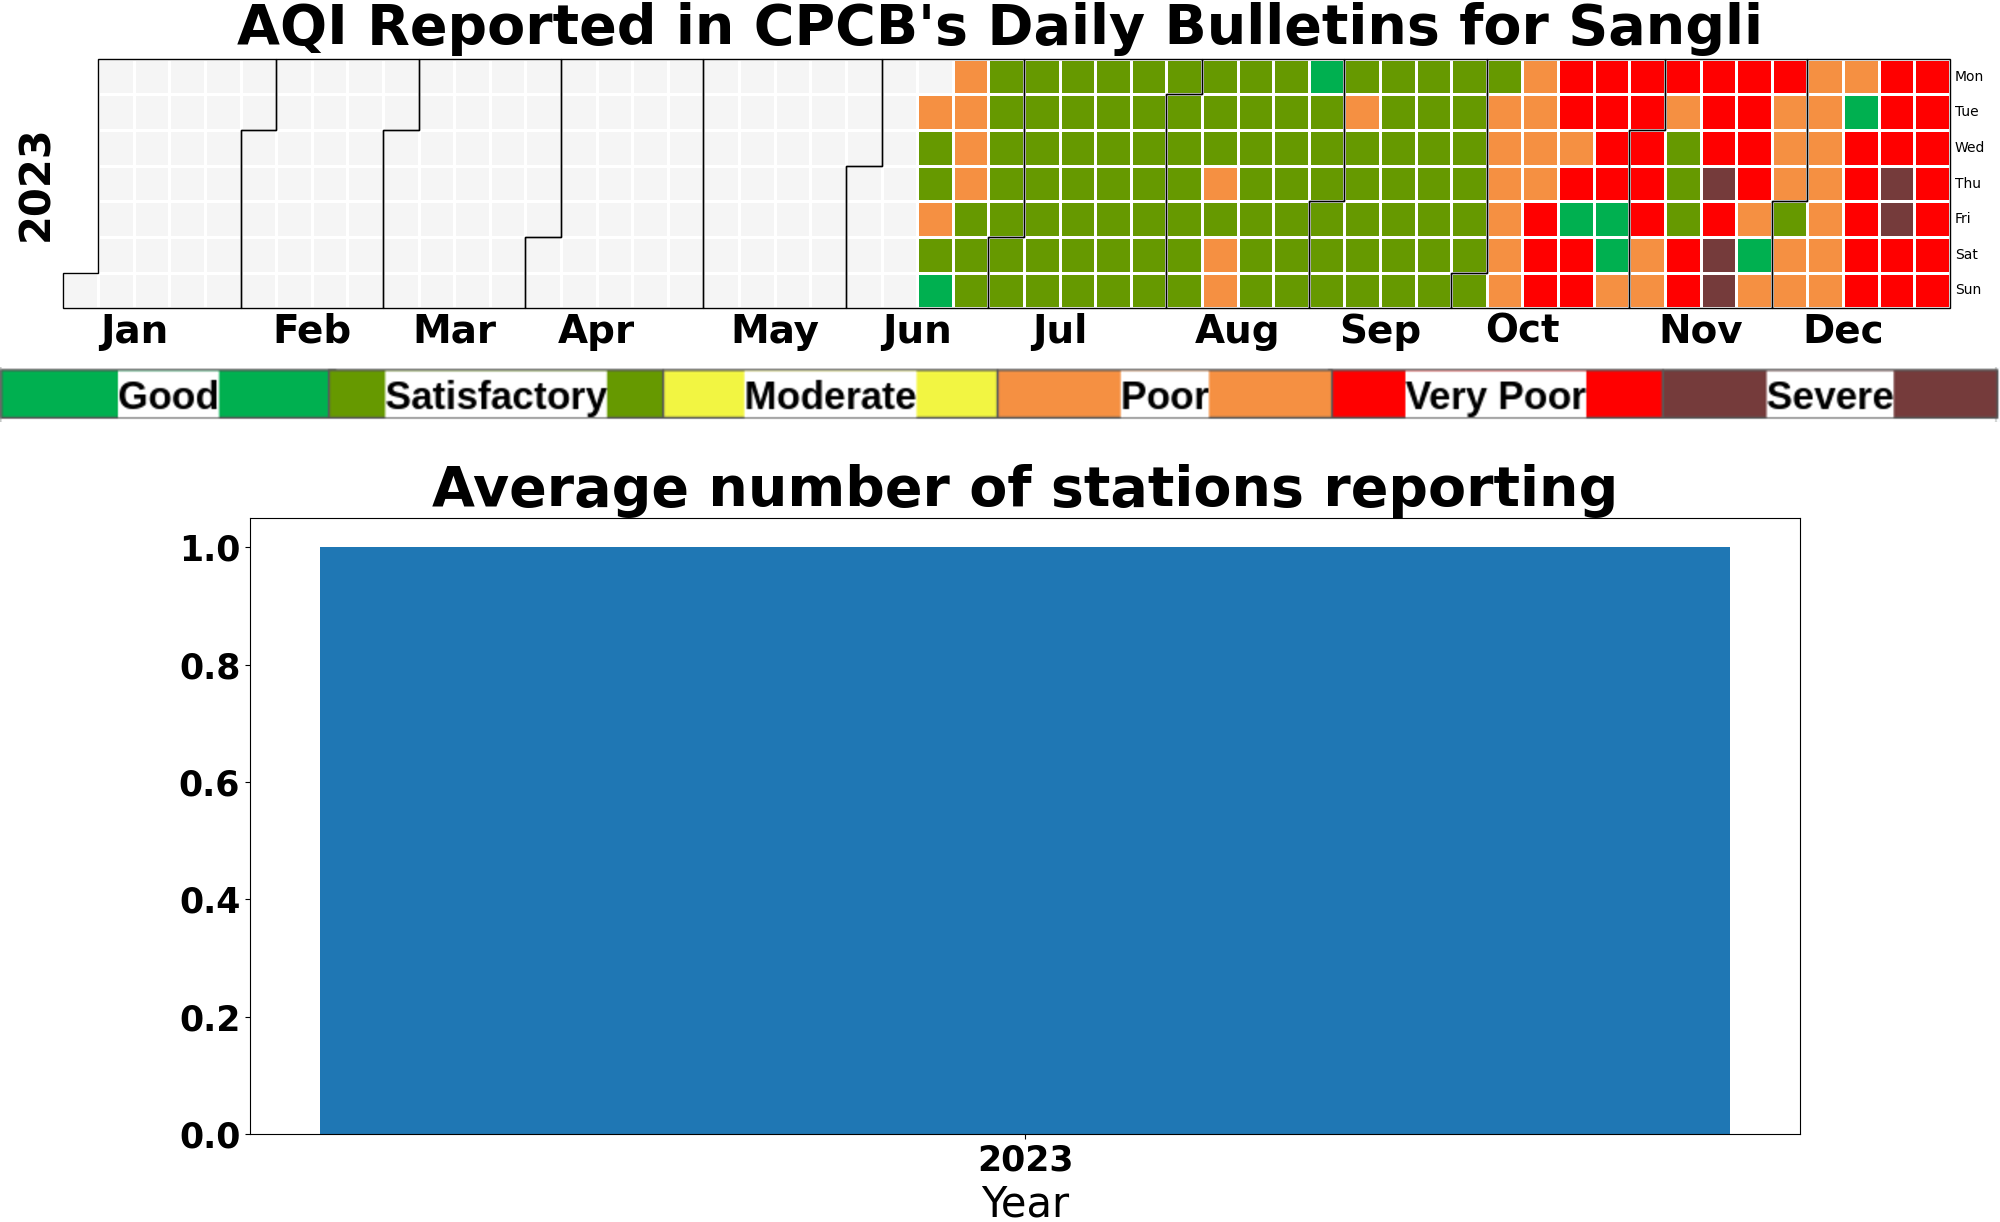 AQI Reported in CPCB's Daily Bulletins for Sangli
2023
Mon
Tue
Wed
Thu
Fri
Sat
Sun
Jan Feb Mar Apr May Jun Jul Aug Sep Oct Nov Dec
Good Satisfactory Moderate Poor Very Poor Severe
Average number of stations reporting
1.0
0.8
0.6
0.4
0.2
0.0
2023
Year